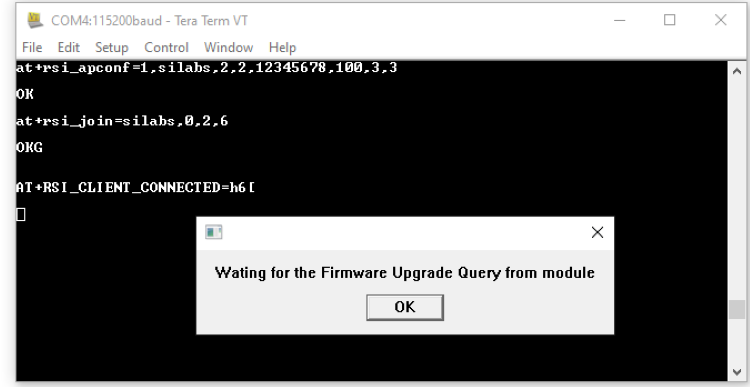 COM4:115200baud - Tera Term VT
File Edit Setup Control Window Help
at+rsi_apconf=1,silabs,2,2,12345678,100,3,3
OK
at+rsi_join=silabs,0,2,6
OKG
AT+RSI_CLIENT_CONNECTED=h6[
Wating for the Firmware Upgrade Query from module
OK